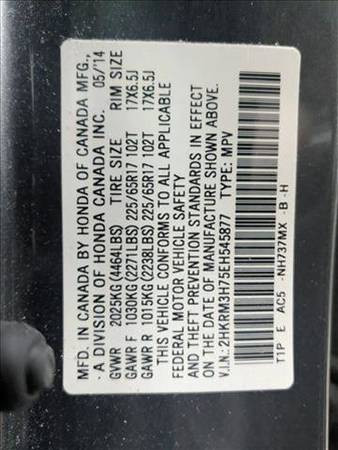 MFD. IN CANADA BY HONDA OF CANADA MFG.,
A DIVISION OF HONDA CANADA INC. 05/'14
GVWR 2025KG (4464LBS) TIRE SIZE RIM SIZE
GAWR F 1030KG (2271LBS) 225/65R17 102T 17X6.5J
GAWR R 1015KG (2238LBS) 225/65R17 102T 17X6.5J
THIS VEHICLE CONFORMS TO ALL APPLICABLE
FEDERAL MOTOR VEHICLE SAFETY
AND THEFT PREVENTION STANDARDS IN EFFECT
ON THE DATE OF MANUFACTURE SHOWN ABOVE.
V.I.N.: 2HKRM3H75EH545877 TYPE: MPV
T1P E AC5 -NH737MX -B -H